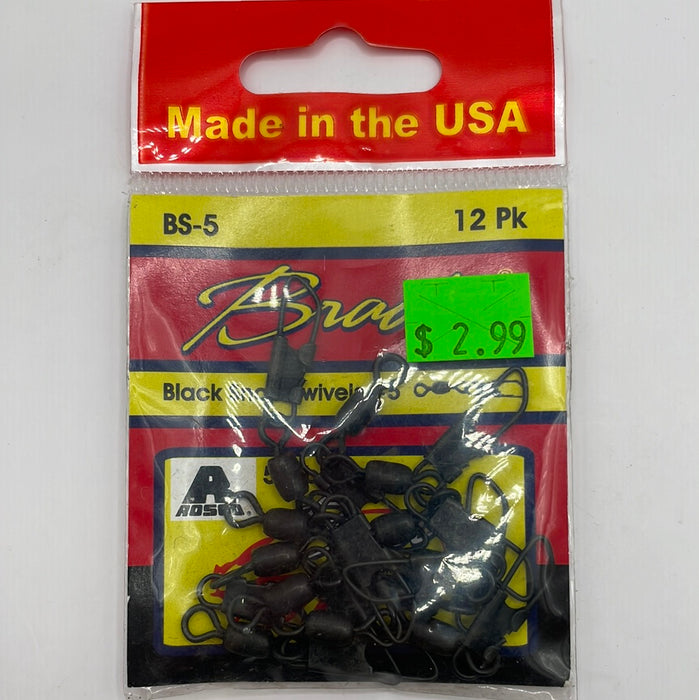 Made in the USA
BS-5 12 Pk
$ 2.99
Black
A
ROSCO